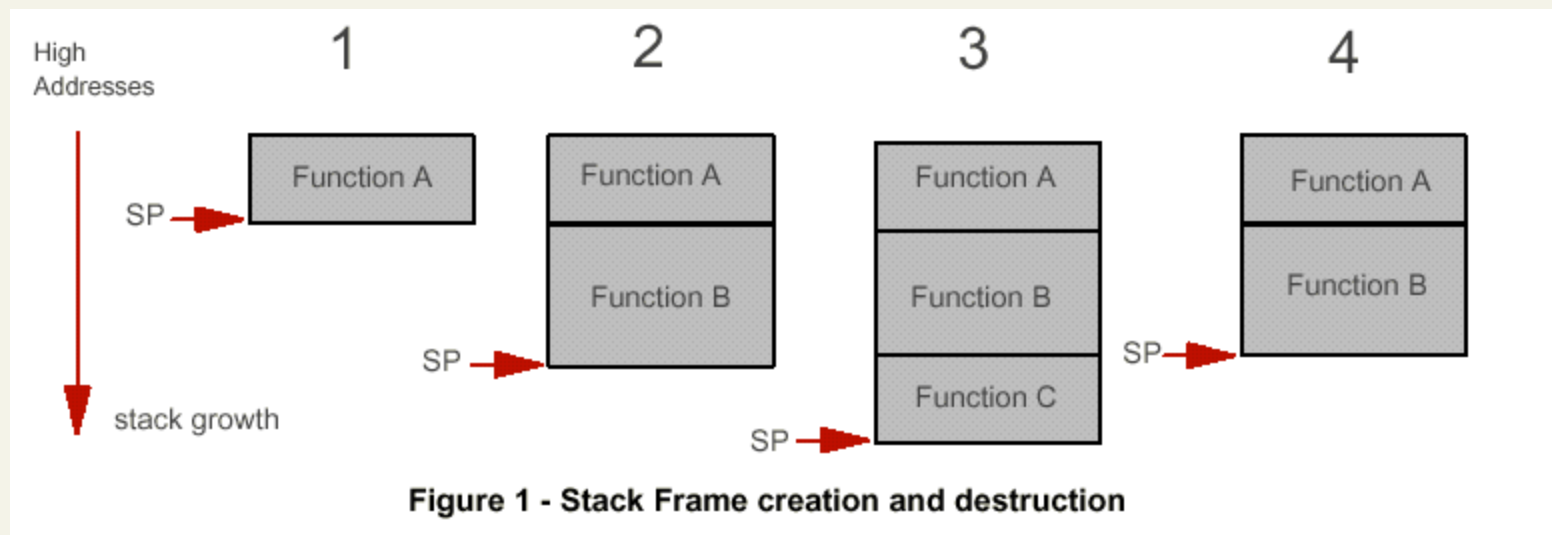 High
Addresses
1
2
3
4
Function A
Function A
Function A
Function A
SP
Function B
Function B
Function B
SP
SP
Function C
stack growth
SP
Figure 1 - Stack Frame creation and destruction